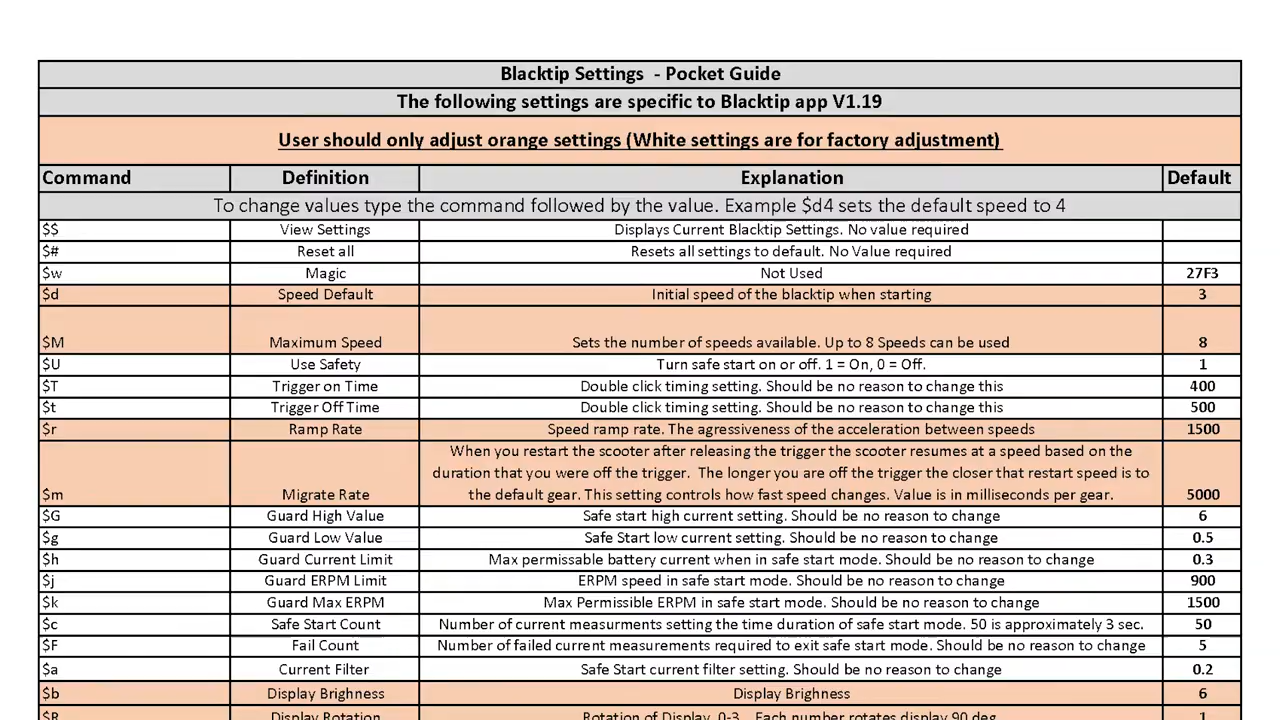 Blacktip Settings - Pocket Guide
The following settings are specific to Blacktip app V1.19
User should only adjust orange settings (White settings are for factory adjustment)
Command Definition Explanation Default
To change values type the command followed by the value. Example $d4 sets the default speed to 4
$$ View Settings Displays Current Blacktip Settings. No value required
$# Reset all Resets all settings to default. No Value required
$w Magic Not Used 27F3
$d Speed Default Initial speed of the blacktip when starting 3
$M Maximum Speed Sets the number of speeds available. Up to 8 Speeds can be used 8
$U Use Safety Turn safe start on or off. 1 = On, 0 = Off. 1
$T Trigger on Time Double click timing setting. Should be no reason to change this 400
$t Trigger Off Time Double click timing setting. Should be no reason to change this 500
$r Ramp Rate Speed ramp rate. The agressiveness of the acceleration between speeds 1500
When you restart the scooter after releasing the trigger the scooter resumes at a speed based on the
duration that you were off the trigger. The longer you are off the trigger the closer that restart speed is to
$m Migrate Rate the default gear. This setting controls how fast speed changes. Value is in milliseconds per gear. 5000
$G Guard High Value Safe start high current setting. Should be no reason to change 6
$g Guard Low Value Safe Start low current setting. Should be no reason to change 0.5
$h Guard Current Limit Max permissable battery current when in safe start mode. Should be no reason to change 0.3
$j Guard ERPM Limit ERPM speed in safe start mode. Should be no reason to change 900
$k Guard Max ERPM Max Permissible ERPM in safe start mode. Should be no reason to change 1500
$c Safe Start Count Number of current measurments setting the time duration of safe start mode. 50 is approximately 3 sec. 50
$F Fail Count Number of failed current measurements required to exit safe start mode. Should be no reason to change 5
$a Current Filter Safe Start current filter setting. Should be no reason to change 0.2
$b Display Brighness Display Brighness 6
$R Display Rotation Rotation of Display. 0-3. Each number rotates display 90 deg 1